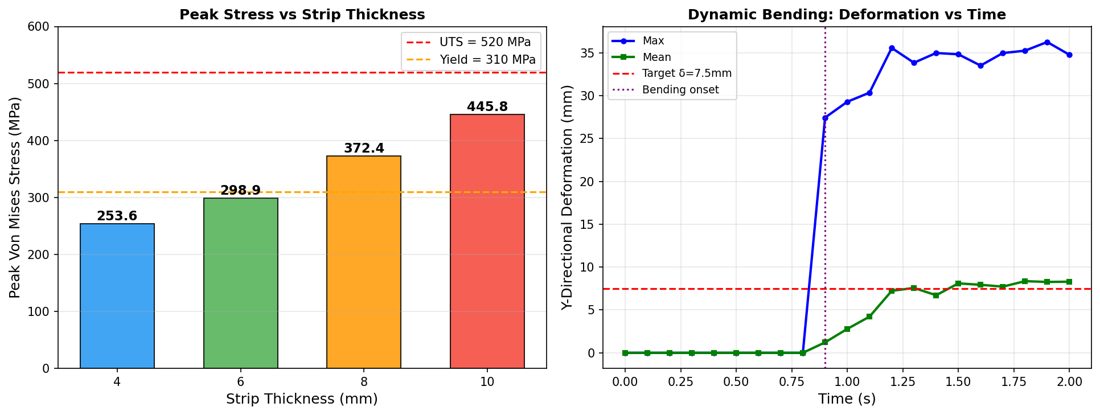 Peak Stress vs Strip Thickness
Peak Von Mises Stress (MPa)
600
500
400
300
200
100
0
UTS = 520 MPa
Yield = 310 MPa
253.6
298.9
372.4
445.8
4 6 8 10
Strip Thickness (mm)
Dynamic Bending: Deformation vs Time
Y-Directional Deformation (mm)
35
30
25
20
15
10
5
0
Max
Mean
Target δ=7.5mm
Bending onset
0.00 0.25 0.50 0.75 1.00 1.25 1.50 1.75 2.00
Time (s)